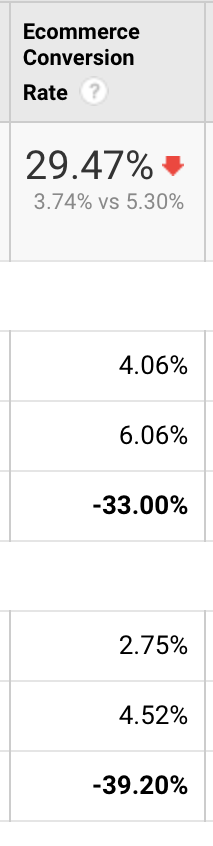 Ecommerce
Conversion
Rate ?
29.47%
3.74% vs 5.30%
4.06%
6.06%
-33.00%
2.75%
4.52%
-39.20%